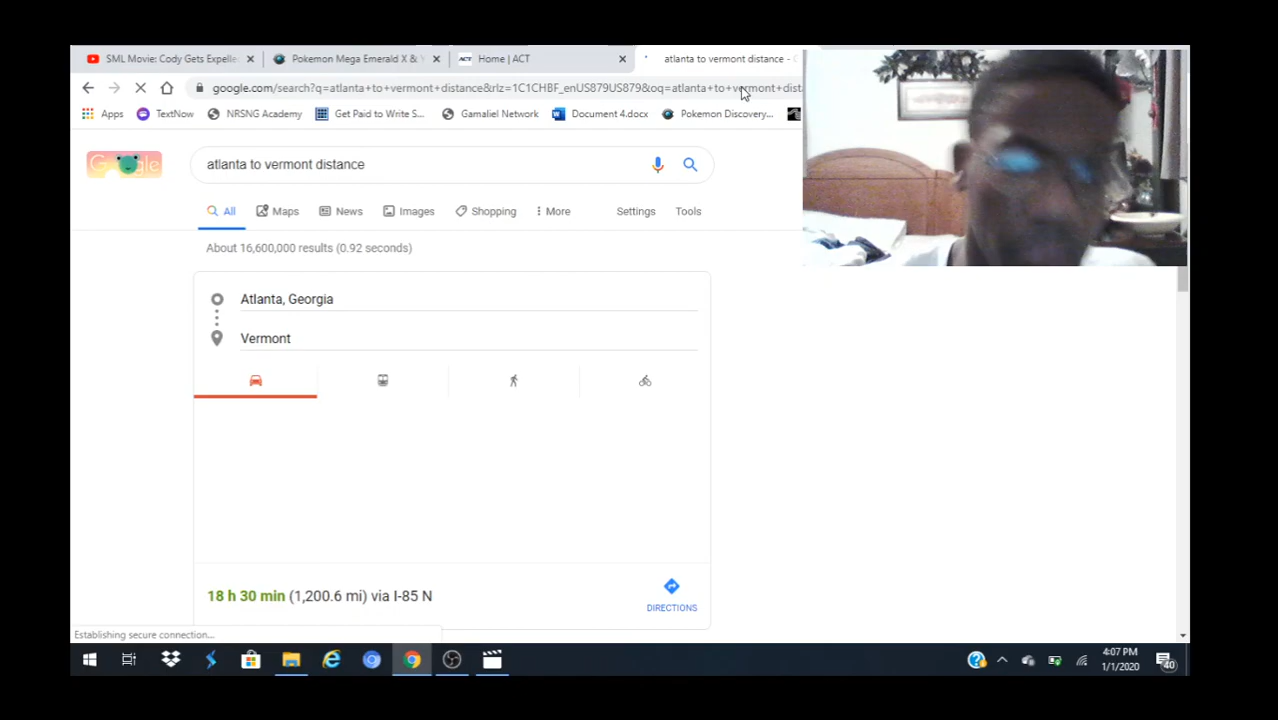 SML Movie: Cody Gets Expelle
Pokemon Mega Emerald X &
Home | ACT
atlanta to vermont distance -
google.com/search?q=atlanta+to+vermont+distance&rlz=1C1CHBF_enUS879US879&oq=atlanta+to+vermont+dista
Apps
TextNow
NRSNG Academy
Get Paid to Write S...
Gamaliel Network
Document 4.docx
Pokemon Discovery...
Google
atlanta to vermont distance
All
Maps
News
Images
Shopping
More
Settings
Tools
About 16,600,000 results (0.92 seconds)
Atlanta, Georgia
Vermont
18 h 30 min (1,200.6 mi) via I-85 N
DIRECTIONS
Establishing secure connection...
4:07 PM
1/1/2020
40